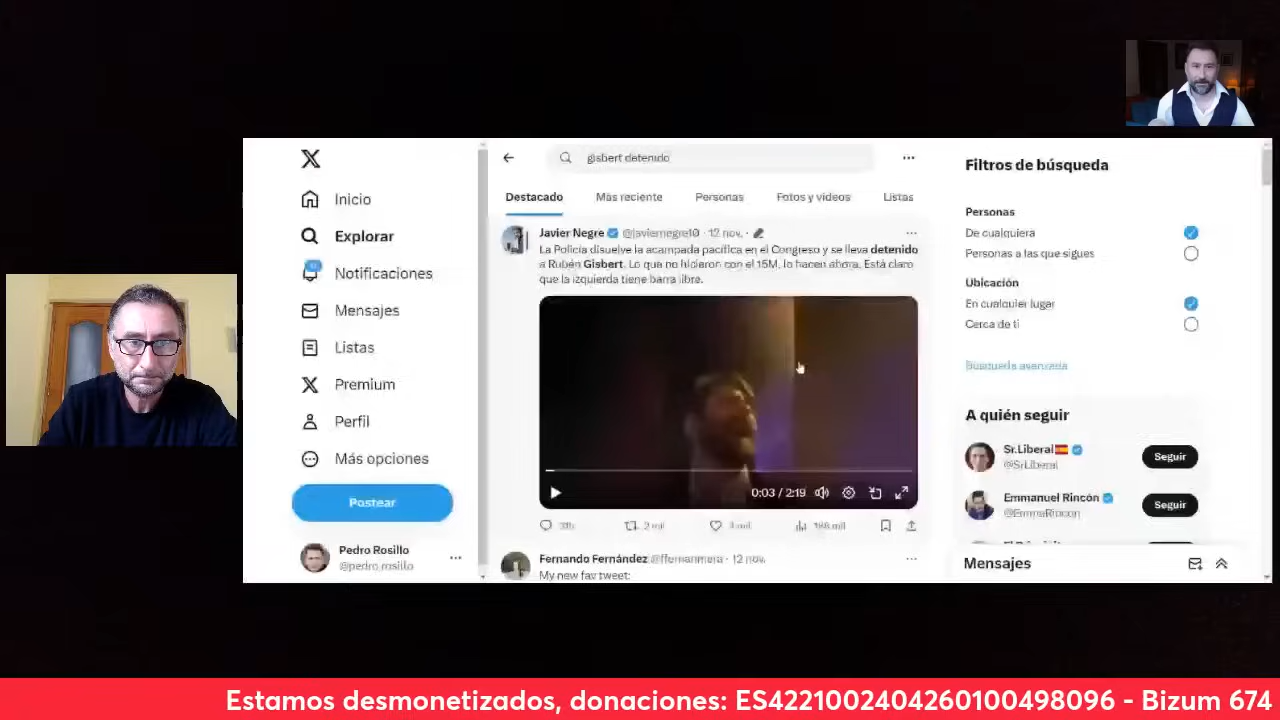 Inicio
Explorar
Notificaciones
Mensajes
Listas
Premium
Perfil
Más opciones
Postear
Pedro Rosillo
@pedro_rosillo
gisbert detenido
Destacado Más reciente Personas Fotos y vídeos Listas
Javier Negre @javiernegre10 · 12 nov. ·
La Policía disuelve la acampada pacífica en el Congreso y se lleva detenido
a Rubén Gisbert. Lo que no hicieron con el 15M, lo hacen ahora. Está claro
que la izquierda tiene barra libre.
0:03 / 2:19
2 mil
Fernando Fernández @ffernanmera · 12 nov.
My new fav tweet:
Filtros de búsqueda
Personas
De cualquiera
Personas a las que sigues
Ubicación
En cualquier lugar
Cerca de ti
Búsqueda avanzada
A quién seguir
Sr.Liberal
@SrLiberal
Seguir
Emmanuel Rincón
@EmmaRincon
Seguir
Mensajes
Estamos desmonetizados, donaciones: ES4221002404260100498096 - Bizum 674